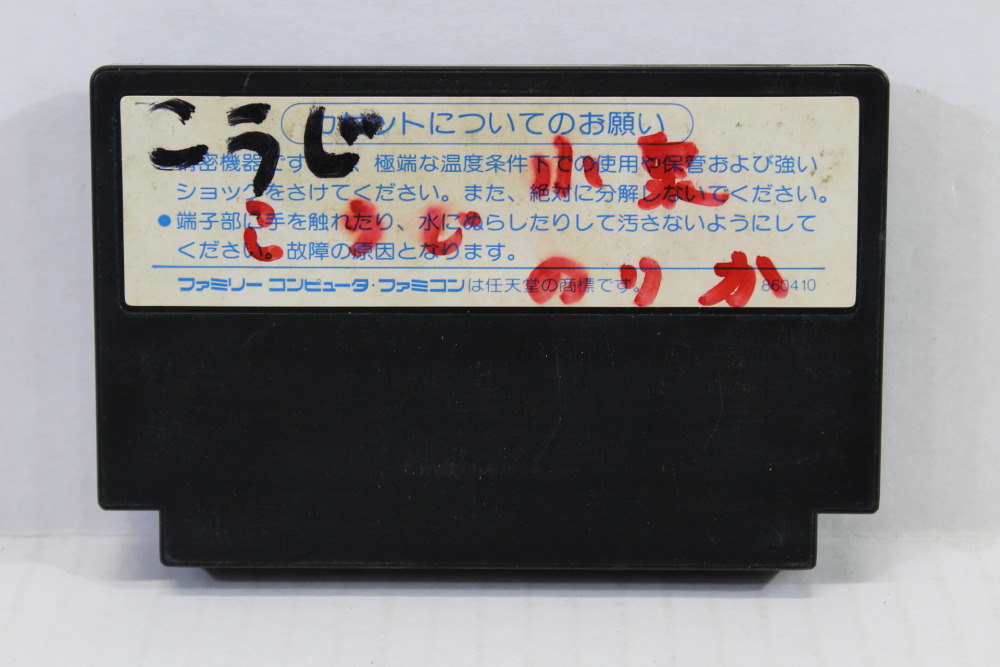 こうじ
カセットについてのお願い
精密機器です、極端な温度条件下での使用や保管および強い
ショックをさけてください。また、絶対に分解しないでください。
●端子部に手を触れたり、水にぬらしたりして汚さないようにして
ください。故障の原因となります。
ファミリーコンピュータ・ファミコンは任天堂の商標です。
860410
こうじ
小
のりか